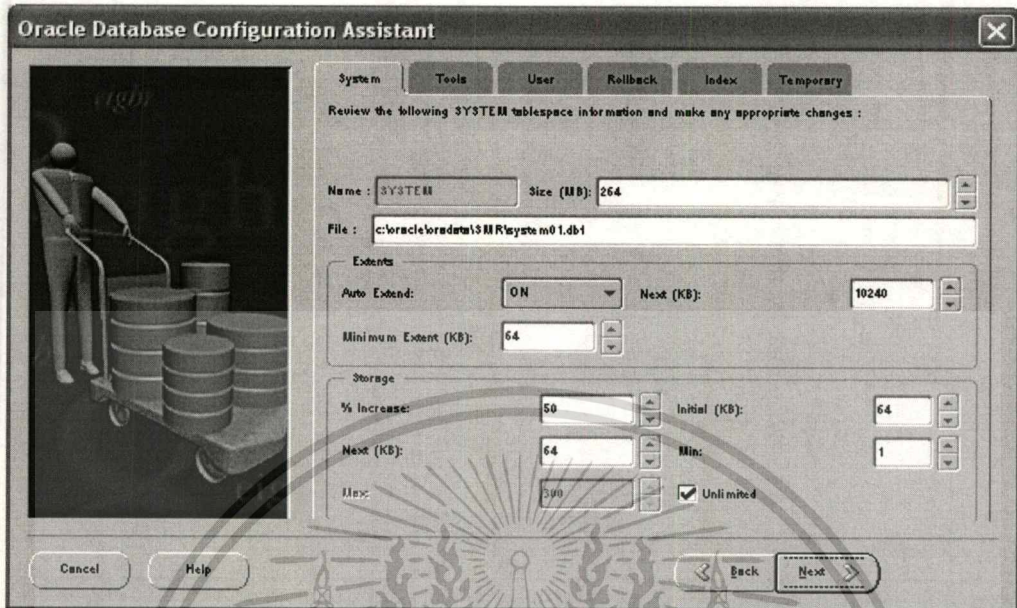 Oracle Database Configuration Assistant
System Tools User Rollback Index Temporary
Review the following SYSTEM tablespace information and make any appropriate changes :
Name : SYSTEM Size (MB): 264
File : c:\oracle\oradata\SMR\system01.dbf
Extents
Auto Extend: ON Next (KB): 10240
Minimum Extent (KB): 64
Storage
% Increase: 50 Initial (KB): 64
Next (KB): 64 Min: 1
Max: 300 Unlimited
Cancel Help Back Next